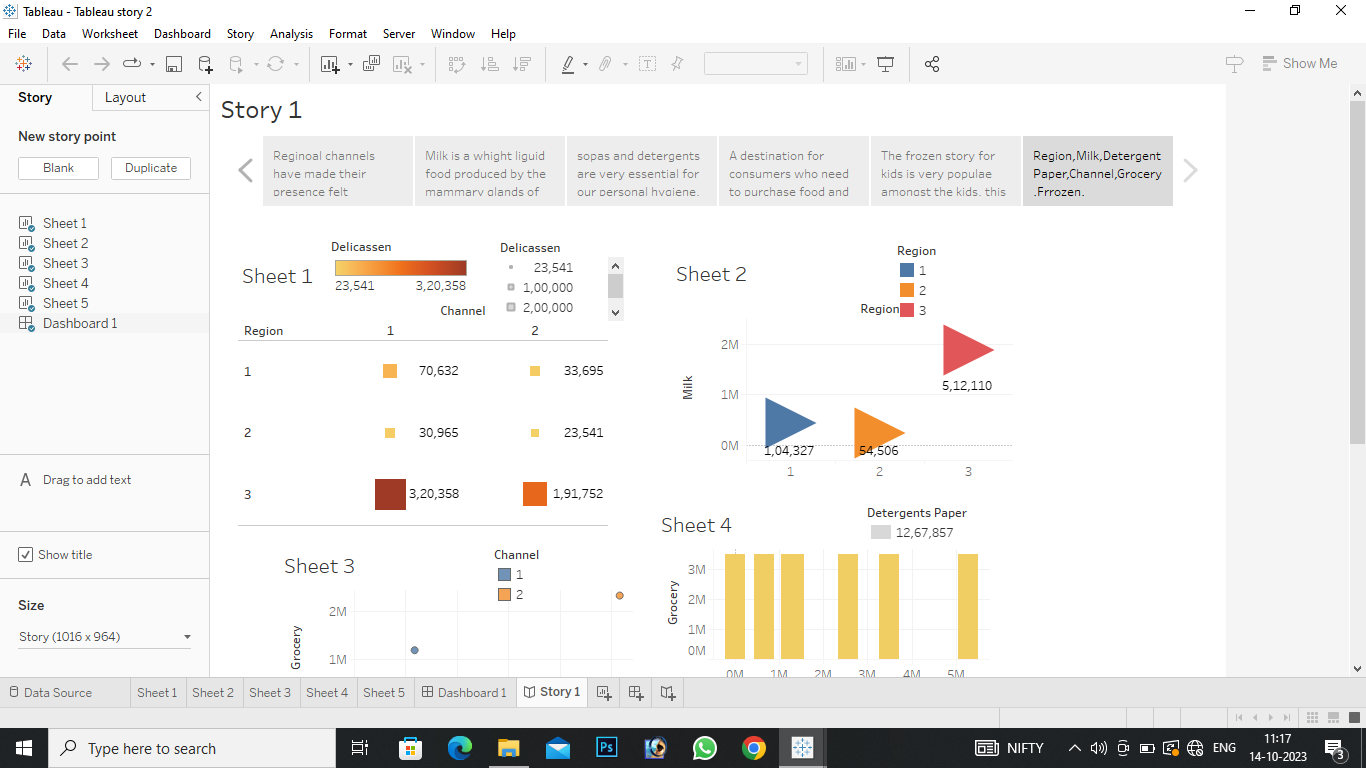 Tableau - Tableau story 2
File Data Worksheet Dashboard Story Analysis Format Server Window Help
Show Me
Story Layout
New story point
Blank Duplicate
Sheet 1
Sheet 2
Sheet 3
Sheet 4
Sheet 5
Dashboard 1
A Drag to add text
Show title
Size
Story (1016 x 964)
Story 1
Reginoal channels
have made their
presence felt
Milk is a whight liguid
food produced by the
mammary glands of
sopas and detergents
are very essential for
our personal hygiene.
A destination for
consumers who need
to purchase food and
The frozen story for
kids is very populae
amongst the kids, this
Region,Milk,Detergent
Paper,Channel,Grocery
,Frrozen.
Sheet 1
Delicassen
23,541 3,20,358
Delicassen
23,541
1,00,000
2,00,000
Channel
Region 1 2
1 70,632 33,695
2 30,965 23,541
3 3,20,358 1,91,752
Sheet 2
Region
1
2
3
Region
Milk
2M
1M
0M
5,12,110
1,04,327 54,506
1 2 3
Sheet 3
Channel
1
2
Grocery
2M
1M
Sheet 4
Detergents Paper
12,67,857
Grocery
3M
2M
1M
0M
0M 1M 2M 3M 4M 5M
Data Source Sheet 1 Sheet 2 Sheet 3 Sheet 4 Sheet 5 Dashboard 1 Story 1
Type here to search
Ps
NIFTY
ENG
11:17
14-10-2023
3